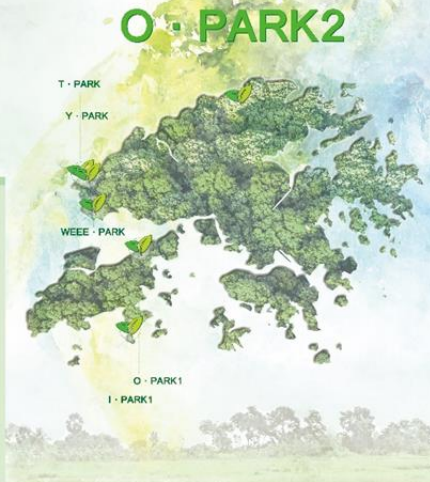 O · PARK2
T · PARK
Y · PARK
WEEE · PARK
O · PARK1
I · PARK1